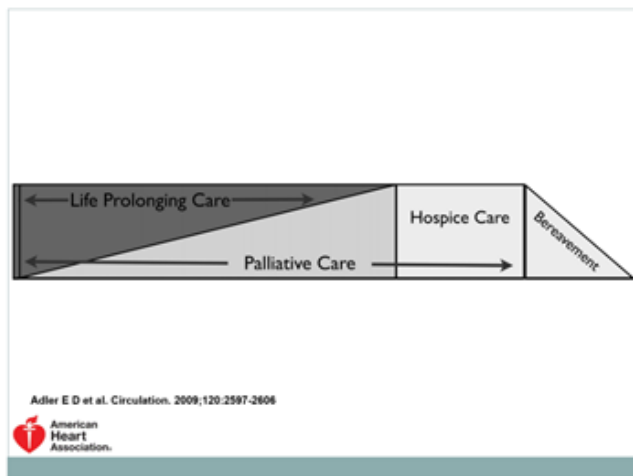 Life Prolonging Care
Hospice Care
Bereavement
Palliative Care
Adler E D et al. Circulation. 2009;120:2597-2606
American
Heart
Association.